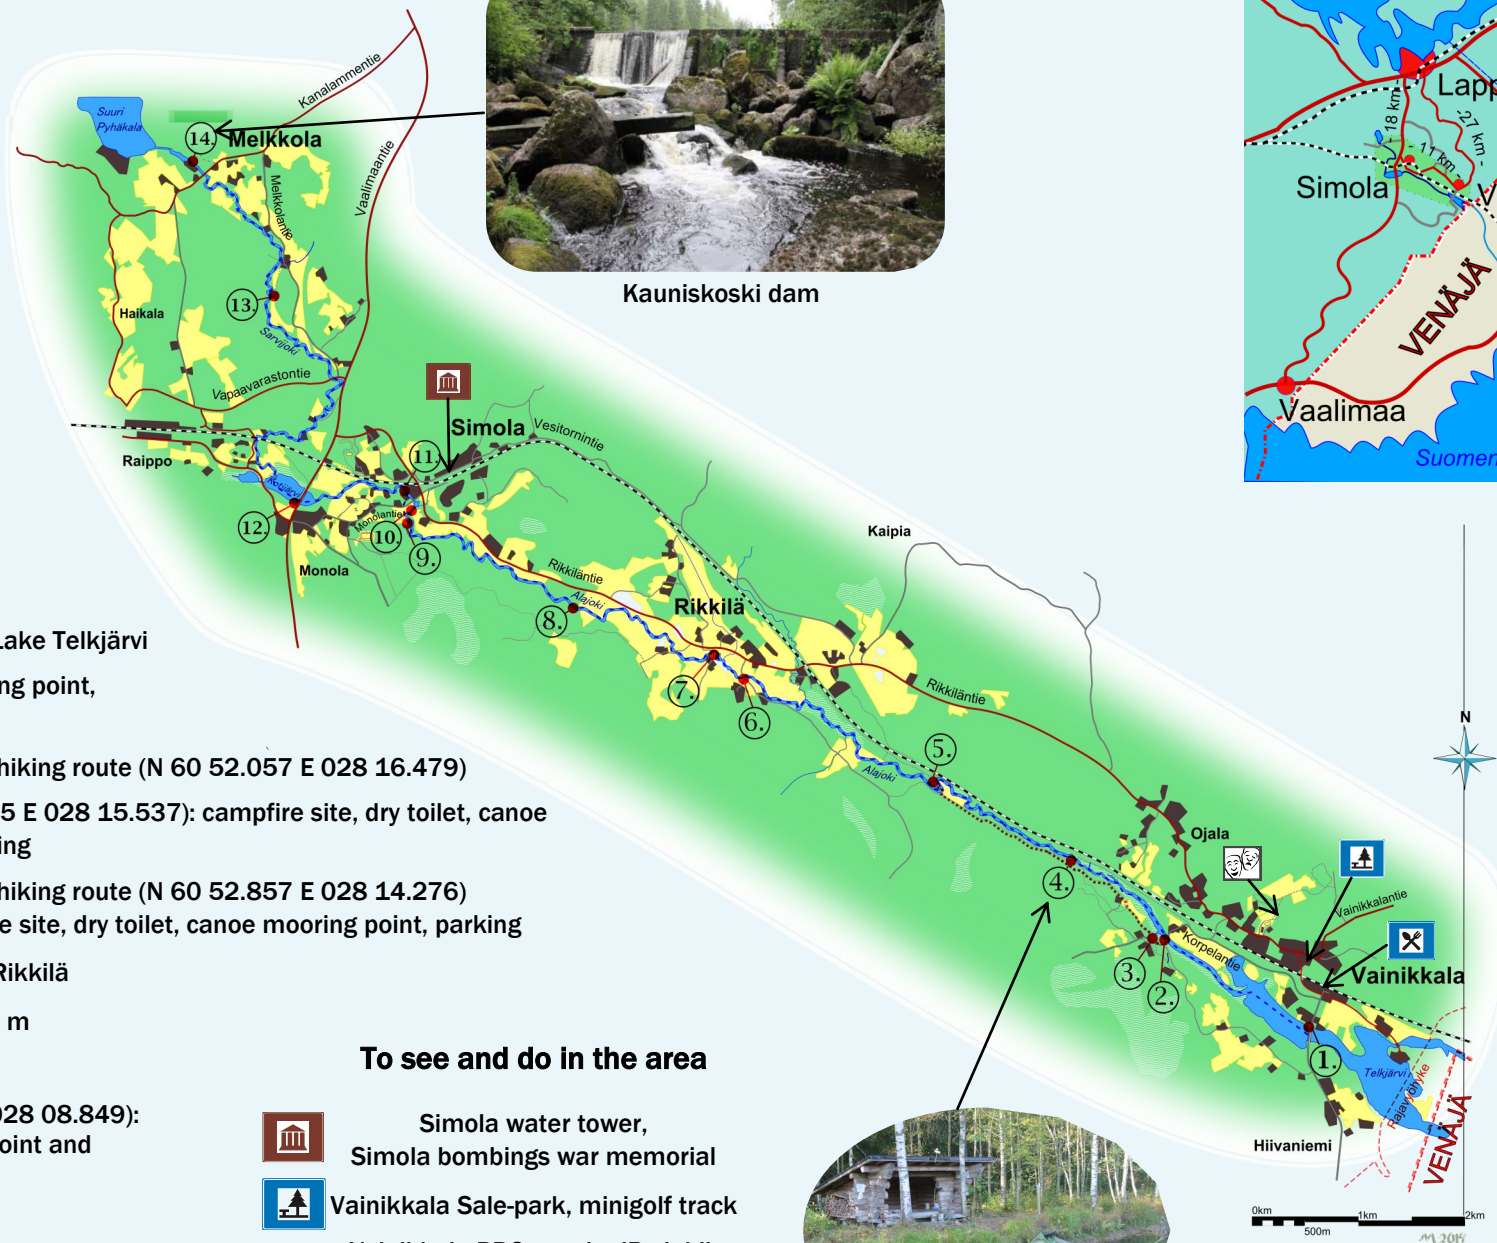 Suuri
Pyhäkala
14.
Melkkola
Kanalammentie
Vaalimaantie
Melkkolantie
13.
Haikala
Sarvijoki
Vapaavarastontie
Raippo
Kotijärvi
12.
Monola
Monolantie
10.
11.
9.
Simola
Vesitornintie
Kauniskoski dam
Rikkiläntie
Alajoki
8.
Rikkilä
7.
6.
Kaipia
Rikkiläntie
5.
Alajoki
4.
Ojala
3.
2.
Korpelantie
Vainikkalantie
Vainikkala
1.
Telkjärvi
Rajavyöhyke
VENÄJÄ
Hiivaniemi
N
0km
500m
1km
2km
Lapp
- 18 km -
-27 km -
11 km -
Simola
V
VENÄJÄ
Vaalimaa
Suomen
Lake Telkjärvi
ng point,
hiking route (N 60 52.057 E 028 16.479)
5 E 028 15.537): campfire site, dry toilet, canoe
ing
hiking route (N 60 52.857 E 028 14.276)
e site, dry toilet, canoe mooring point, parking
Rikkilä
m
028 08.849):
oint and
To see and do in the area
Simola water tower,
Simola bombings war memorial
Vainikkala Sale-park, minigolf track